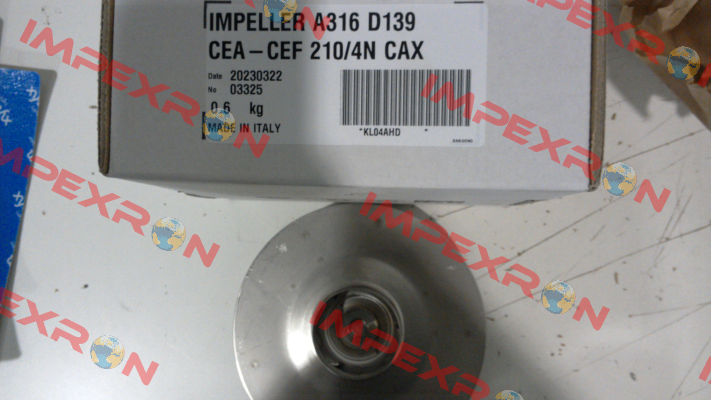 IMPELLER A316 D139
CEA-CEF 210/4N CAX
Date 20230322
No 03325
0.6 kg
MADE IN ITALY
*KL04AHD *
IMPEXRON
IMPEXRON
IMPEXRON
IMPEXRON
IMPEXRON
IMPEXRON